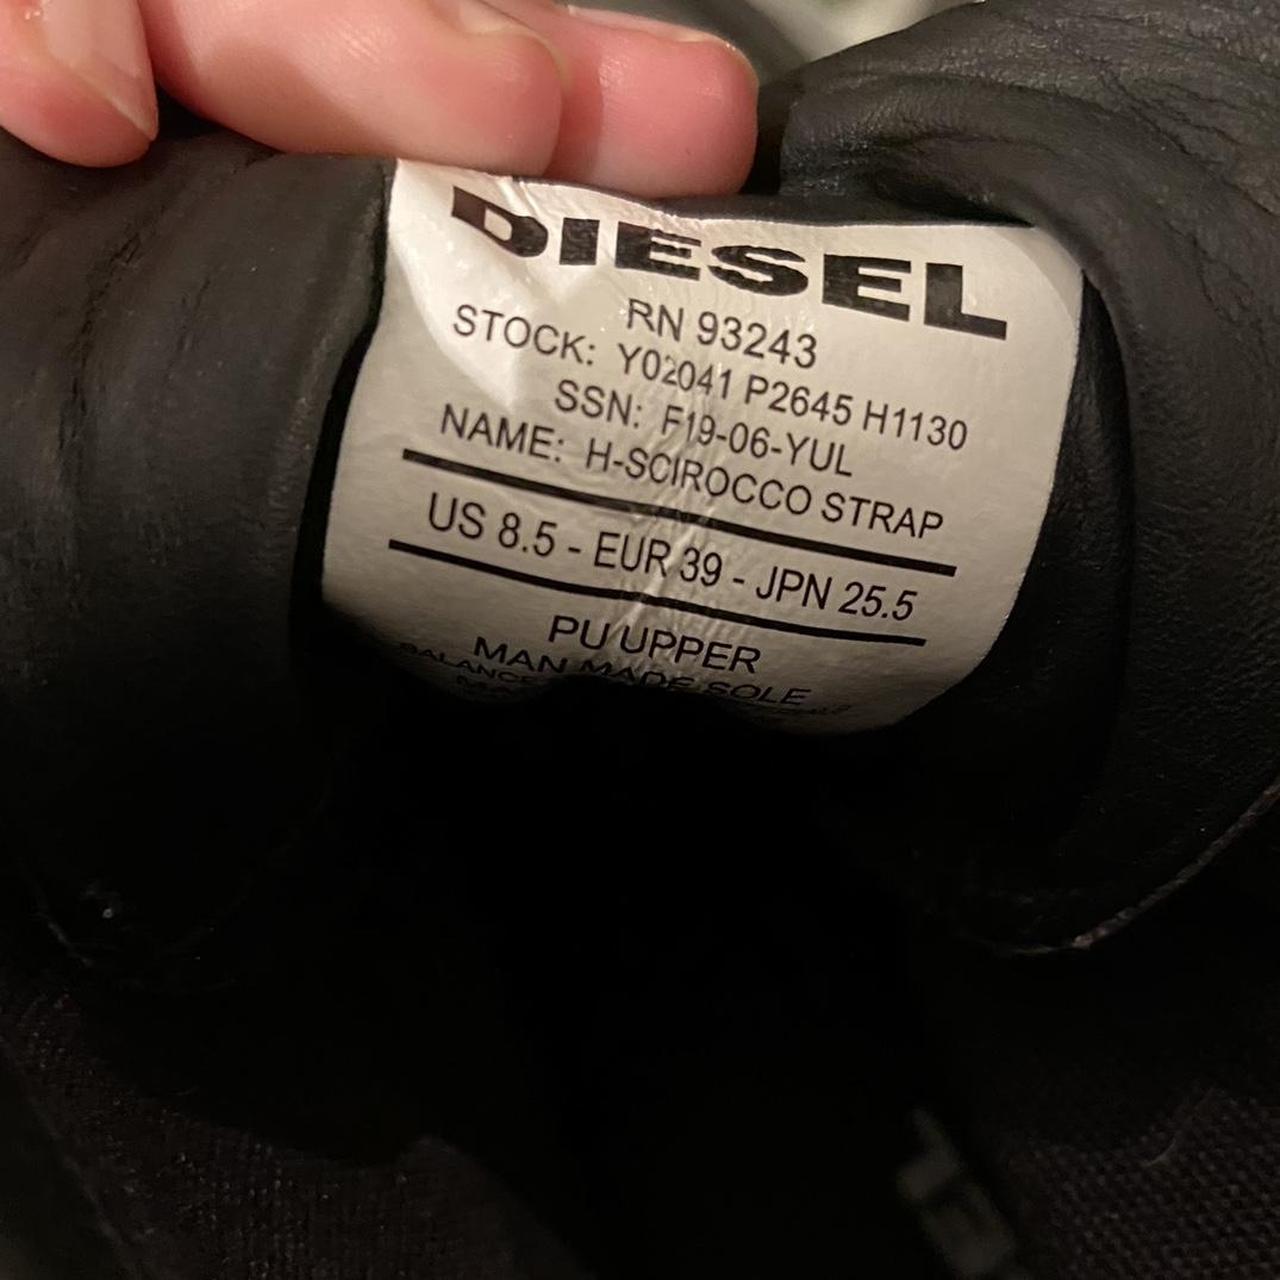 DIESEL
RN 93243
STOCK: Y02041 P2645 H1130
SSN: F19-06-YUL
NAME: H-SCIROCCO STRAP
US 8.5 - EUR 39 - JPN 25.5
PU UPPER
MAN MADE SOLE
BALANCE